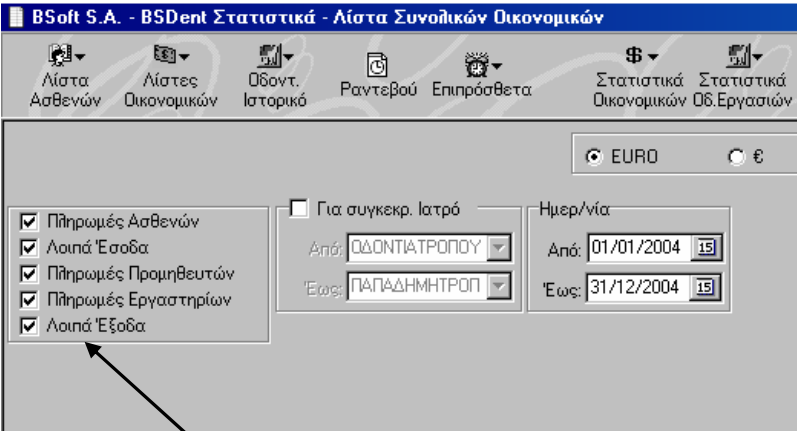 BSoft S.A. - BSDent Στατιστικά - Λίστα Συνολικών Οικονομικών
Λίστα Ασθενών
Λίστες Οικονομικών
Οδοντ. Ιστορικό
Ραντεβού
Επιπρόσθετα
$
Στατιστικά Οικονομικών
Στατιστικά Οδ.Εργασιών
EURO
€
Πληρωμές Ασθενών
Λοιπά Έσοδα
Πληρωμές Προμηθευτών
Πληρωμές Εργαστηρίων
Λοιπά Έξοδα
Για συγκεκρ. Ιατρό
Από: ΟΔΟΝΤΙΑΤΡΟΠΟΥ
Έως: ΠΑΠΑΔΗΜΗΤΡΟΠ
Ημερ/νία
Από: 01/01/2004 15
Έως: 31/12/2004 15